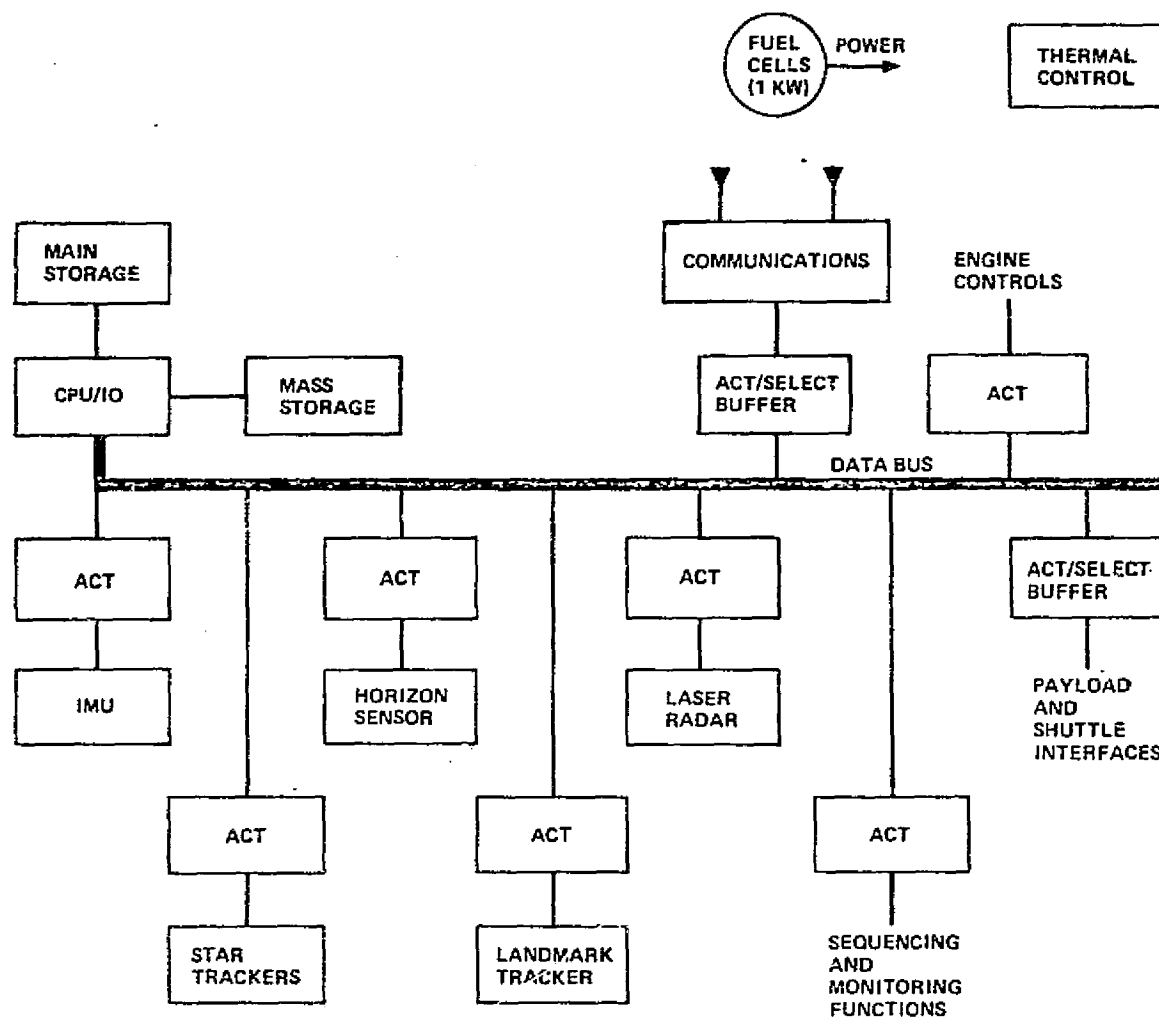 FUEL
CELLS
(1 KW)
POWER
THERMAL
CONTROL
MAIN
STORAGE
COMMUNICATIONS
ENGINE
CONTROLS
CPU/IO
MASS
STORAGE
ACT/SELECT
BUFFER
ACT
DATA BUS
ACT
ACT
ACT
ACT/SELECT
BUFFER
IMU
HORIZON
SENSOR
LASER
RADAR
PAYLOAD
AND
SHUTTLE
INTERFACES
ACT
ACT
ACT
STAR
TRACKERS
LANDMARK
TRACKER
SEQUENCING
AND
MONITORING
FUNCTIONS